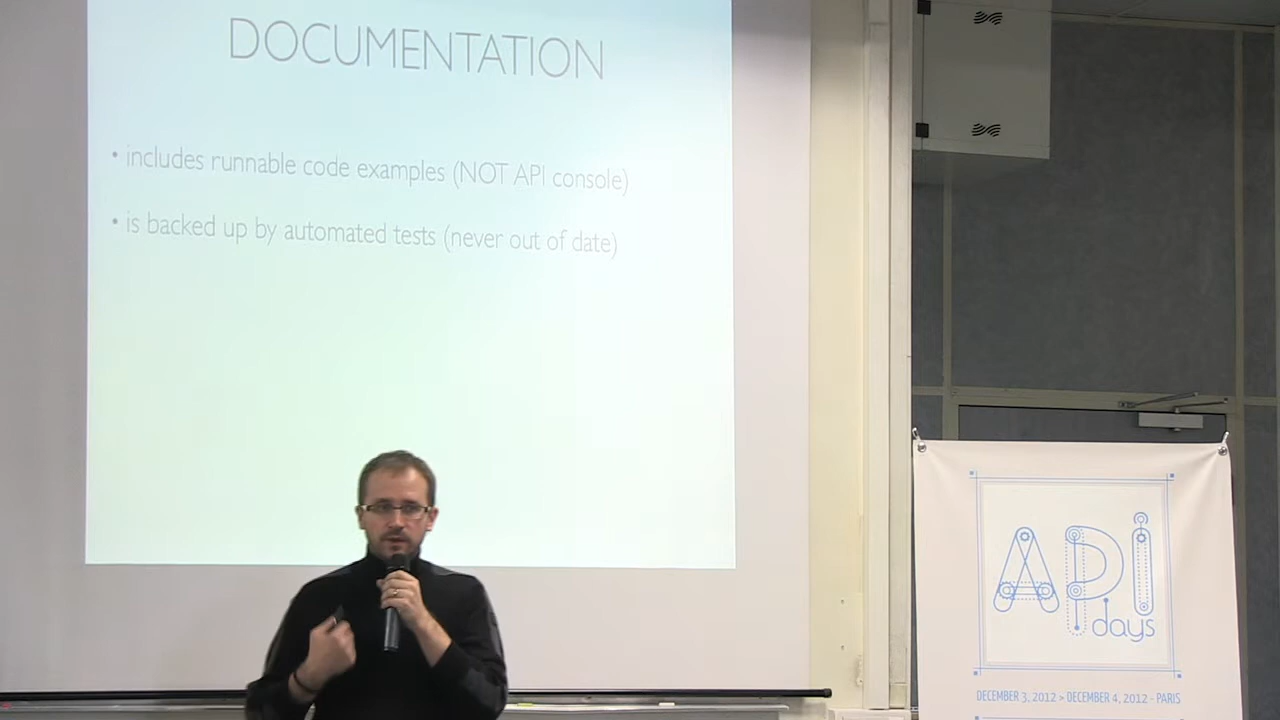 DOCUMENTATION
• includes runnable code examples (NOT API console)
• is backed up by automated tests (never out of date)
API
days
DECEMBER 3, 2012 > DECEMBER 4, 2012 - PARIS